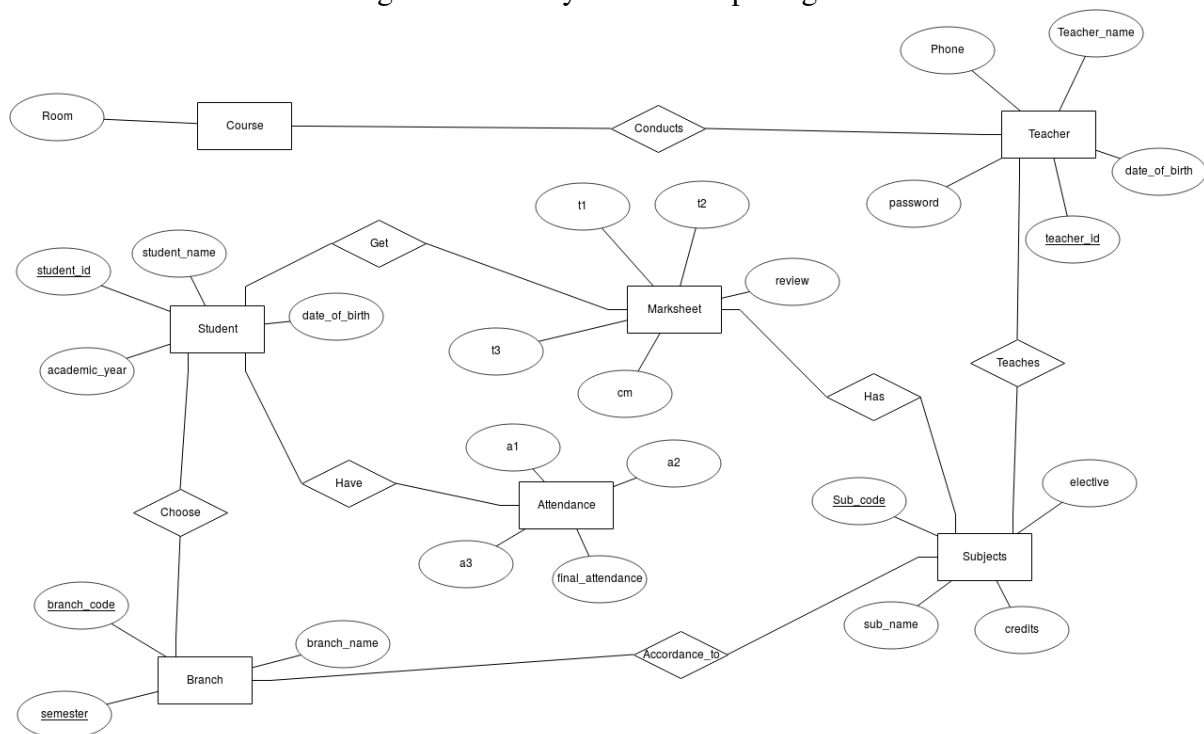 Teacher_name
Phone
Room
Course
Conducts
Teacher
date_of_birth
password
t1
t2
teacher_id
Get
student_name
student_id
review
Marksheet
date_of_birth
Student
t3
Teaches
academic_year
cm
Has
a1
a2
Have
elective
Sub_code
Attendance
Choose
Subjects
a3
final_attendance
branch_code
sub_name
credits
branch_name
Accordance_to
Branch
semester